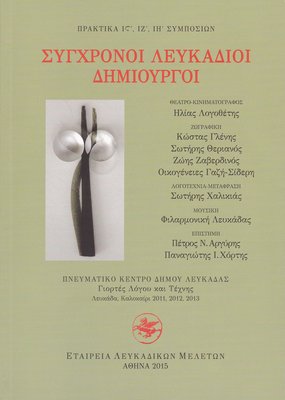 ΠΡΑΚΤΙΚΑ ΙϚ', ΙΖ', ΙΗ' ΣΥΜΠΟΣΙΩΝ
ΣΥΓΧΡΟΝΟΙ ΛΕΥΚΑΔΙΟΙ
ΔΗΜΙΟΥΡΓΟΙ
ΘΕΑΤΡΟ-ΚΙΝΗΜΑΤΟΓΡΑΦΟΣ
Ηλίας Λογοθέτης
ΖΩΓΡΑΦΙΚΗ
Κώστας Γλένης
Σωτήρης Θεριανός
Ζώης Ζαβερδινός
Οικογένειες Γαζή-Σίδερη
ΛΟΓΟΤΕΧΝΙΑ-ΜΕΤΑΦΡΑΣΗ
Σωτήρης Χαλικιάς
ΜΟΥΣΙΚΗ
Φιλαρμονική Λευκάδας
ΕΠΙΣΤΗΜΗ
Πέτρος Ν. Αργύρης
Παναγιώτης Ι. Χόρτης
ΠΝΕΥΜΑΤΙΚΟ ΚΕΝΤΡΟ ΔΗΜΟΥ ΛΕΥΚΑΔΑΣ
Γιορτές Λόγου και Τέχνης
Λευκάδα, Καλοκαίρι 2011, 2012, 2013
ΕΤΑΙΡΕΙΑ ΛΕΥΚΑΔΙΚΩΝ ΜΕΛΕΤΩΝ
ΑΘΗΝΑ 2015